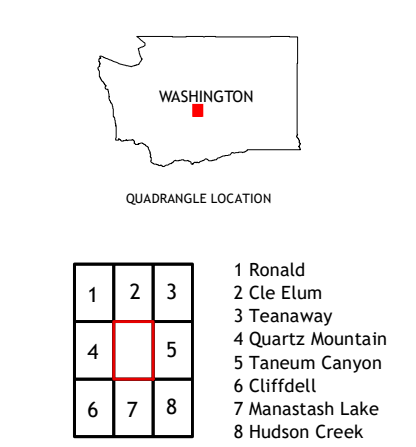 WASHINGTON
QUADRANGLE LOCATION
1 2 3
4 5
6 7 8
1 Ronald
2 Cle Elum
3 Teanaway
4 Quartz Mountain
5 Taneum Canyon
6 Cliffdell
7 Manastash Lake
8 Hudson Creek